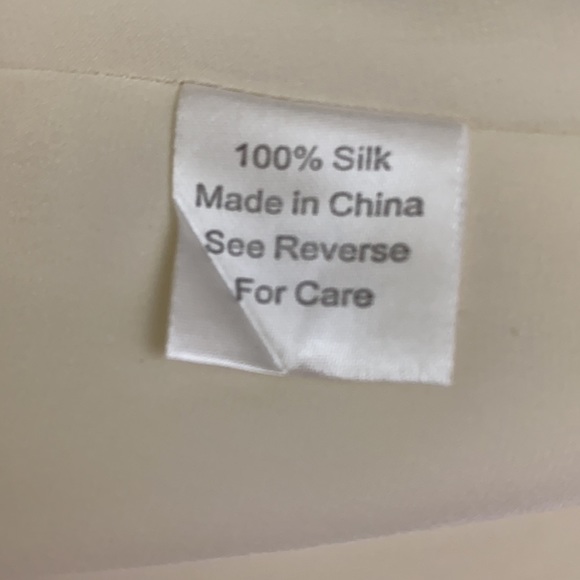 100% Silk
Made in China
See Reverse
For Care